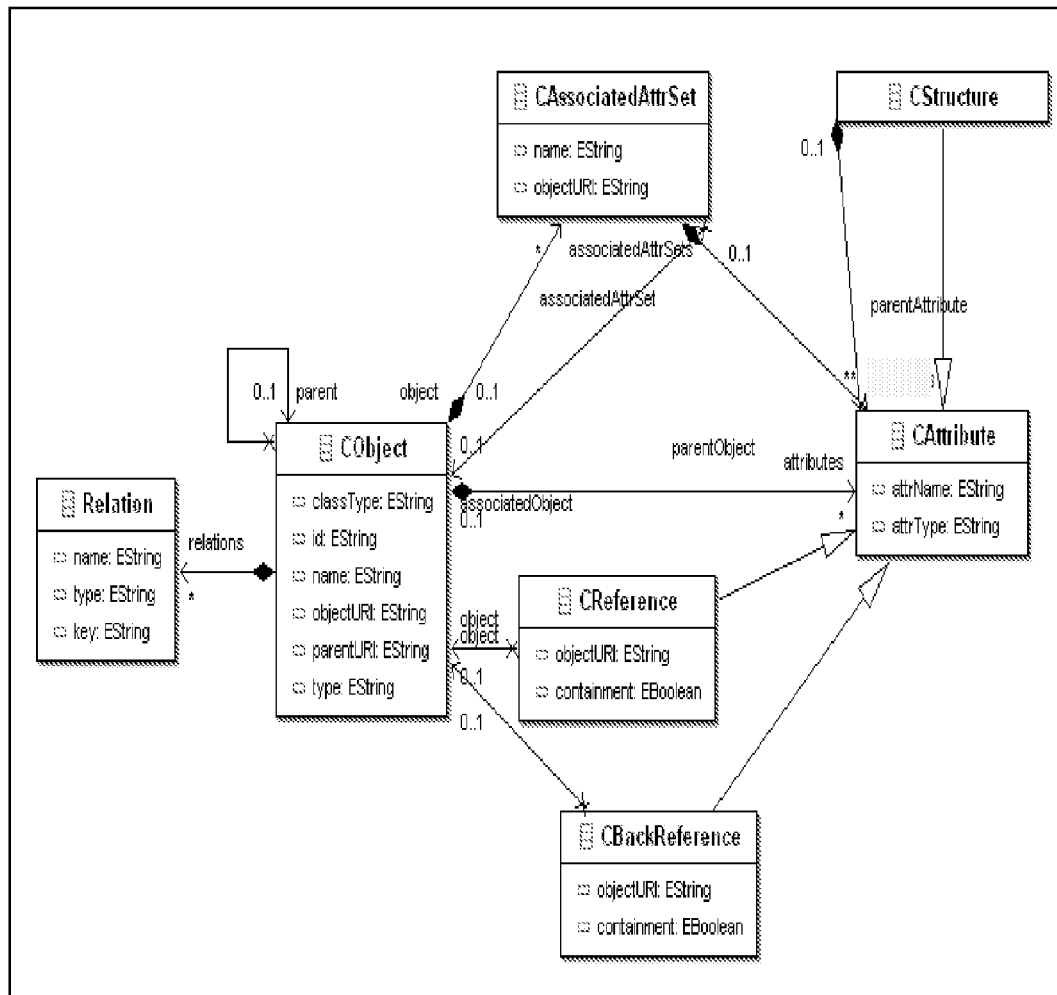 CAssociatedAttrSet
name: EString
objectURI: EString
CStructure
0..1
*
associatedAttrSets
0..1
associatedAttrSet
parentAttribute
**
0..1
parent
object
0..1
CObject
classType: EString
id: EString
name: EString
objectURI: EString
parentURI: EString
type: EString
0..1
parentObject
attributes
associatedObject
0..1
*
CAttribute
attrName: EString
attrType: EString
Relation
name: EString
type: EString
key: EString
relations
*
CReference
objectURI: EString
containment: EBoolean
object
object
0..1
0..1
CBackReference
objectURI: EString
containment: EBoolean